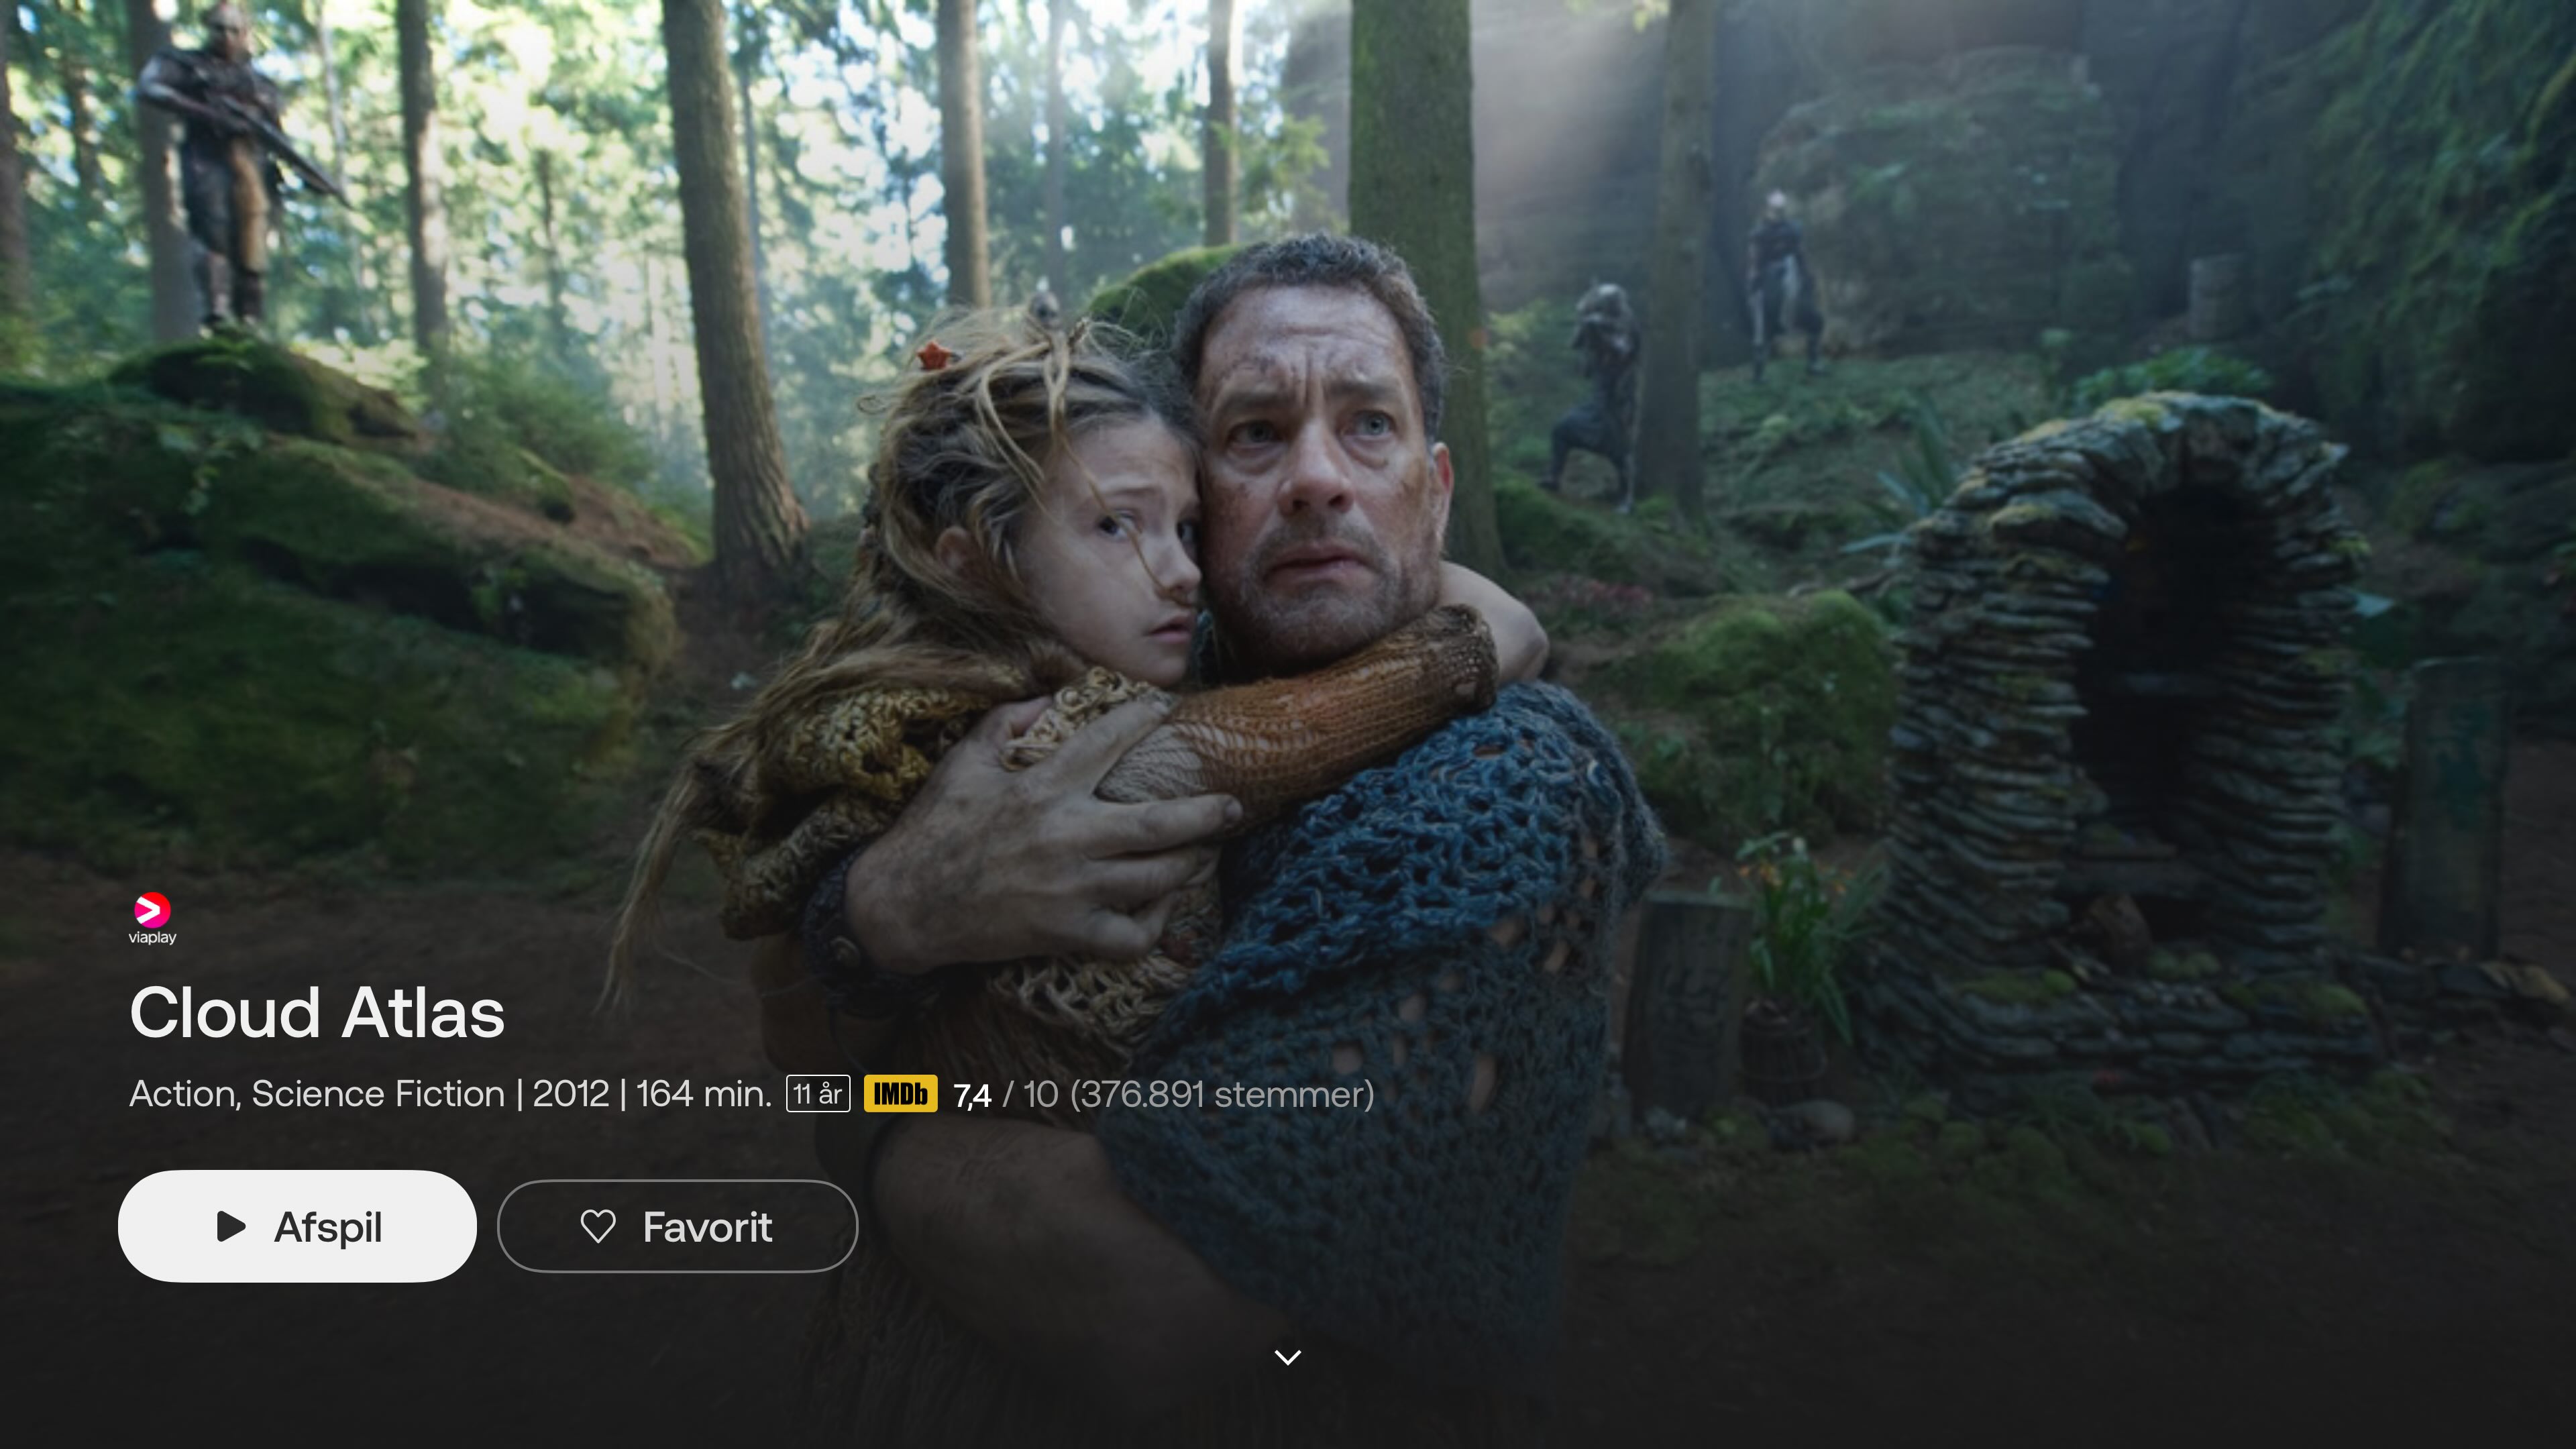 viaplay
Cloud Atlas
Action, Science Fiction | 2012 | 164 min. 11 år IMDb 7,4 / 10 (376.891 stemmer)
Afspil
Favorit